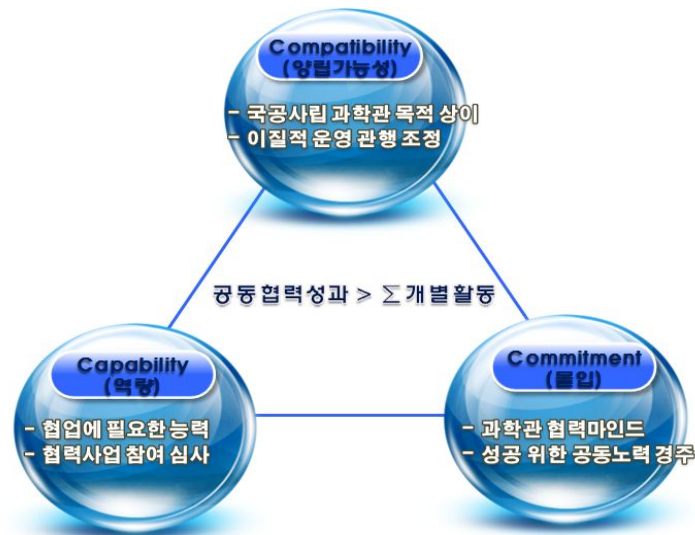 Compatibility
(양립가능성)
- 국공사립 과학관 목적 상이
- 이질적 운영 관행 조정
공동협력성과 > ∑개별활동
Capability
(역량)
- 협업에 필요한 능력
- 협력사업 참여 심사
Commitment
(몰입)
- 과학관 협력마인드
- 성공 위한 공동노력 경주